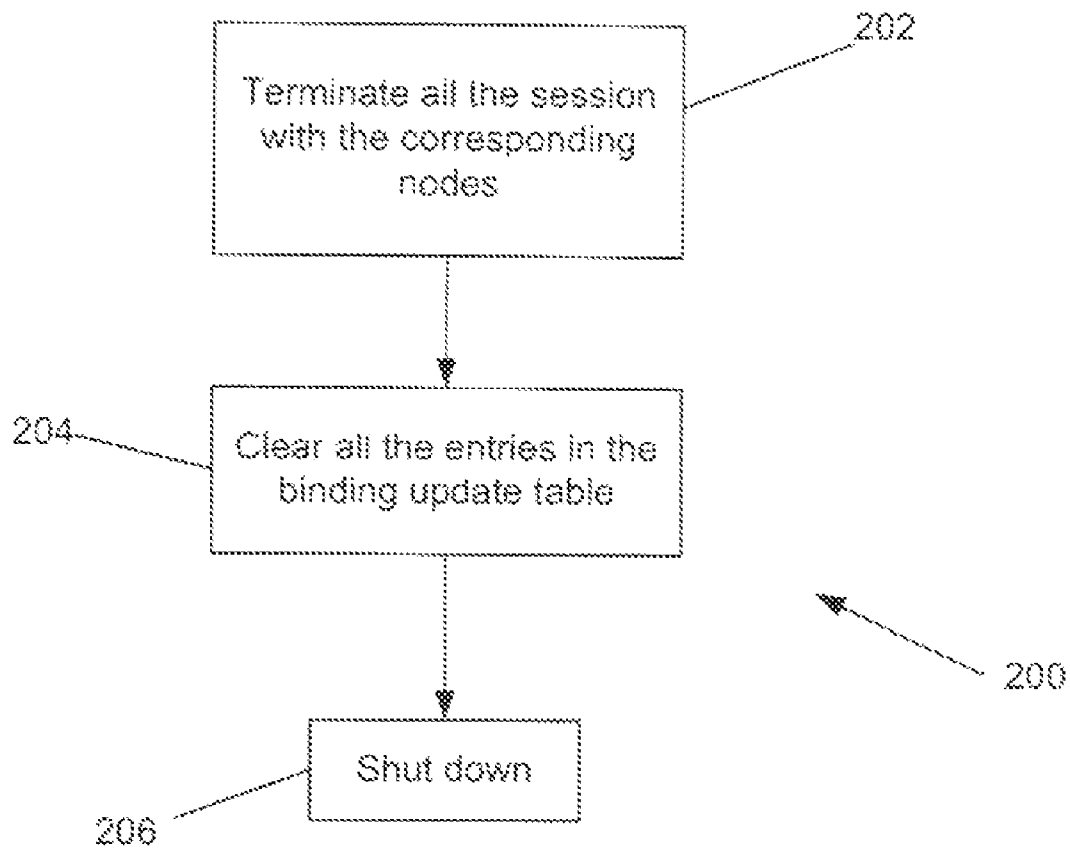 202
Terminate all the session
with the corresponding
nodes
204
Clear all the entries in the
binding update table
200
Shut down
206